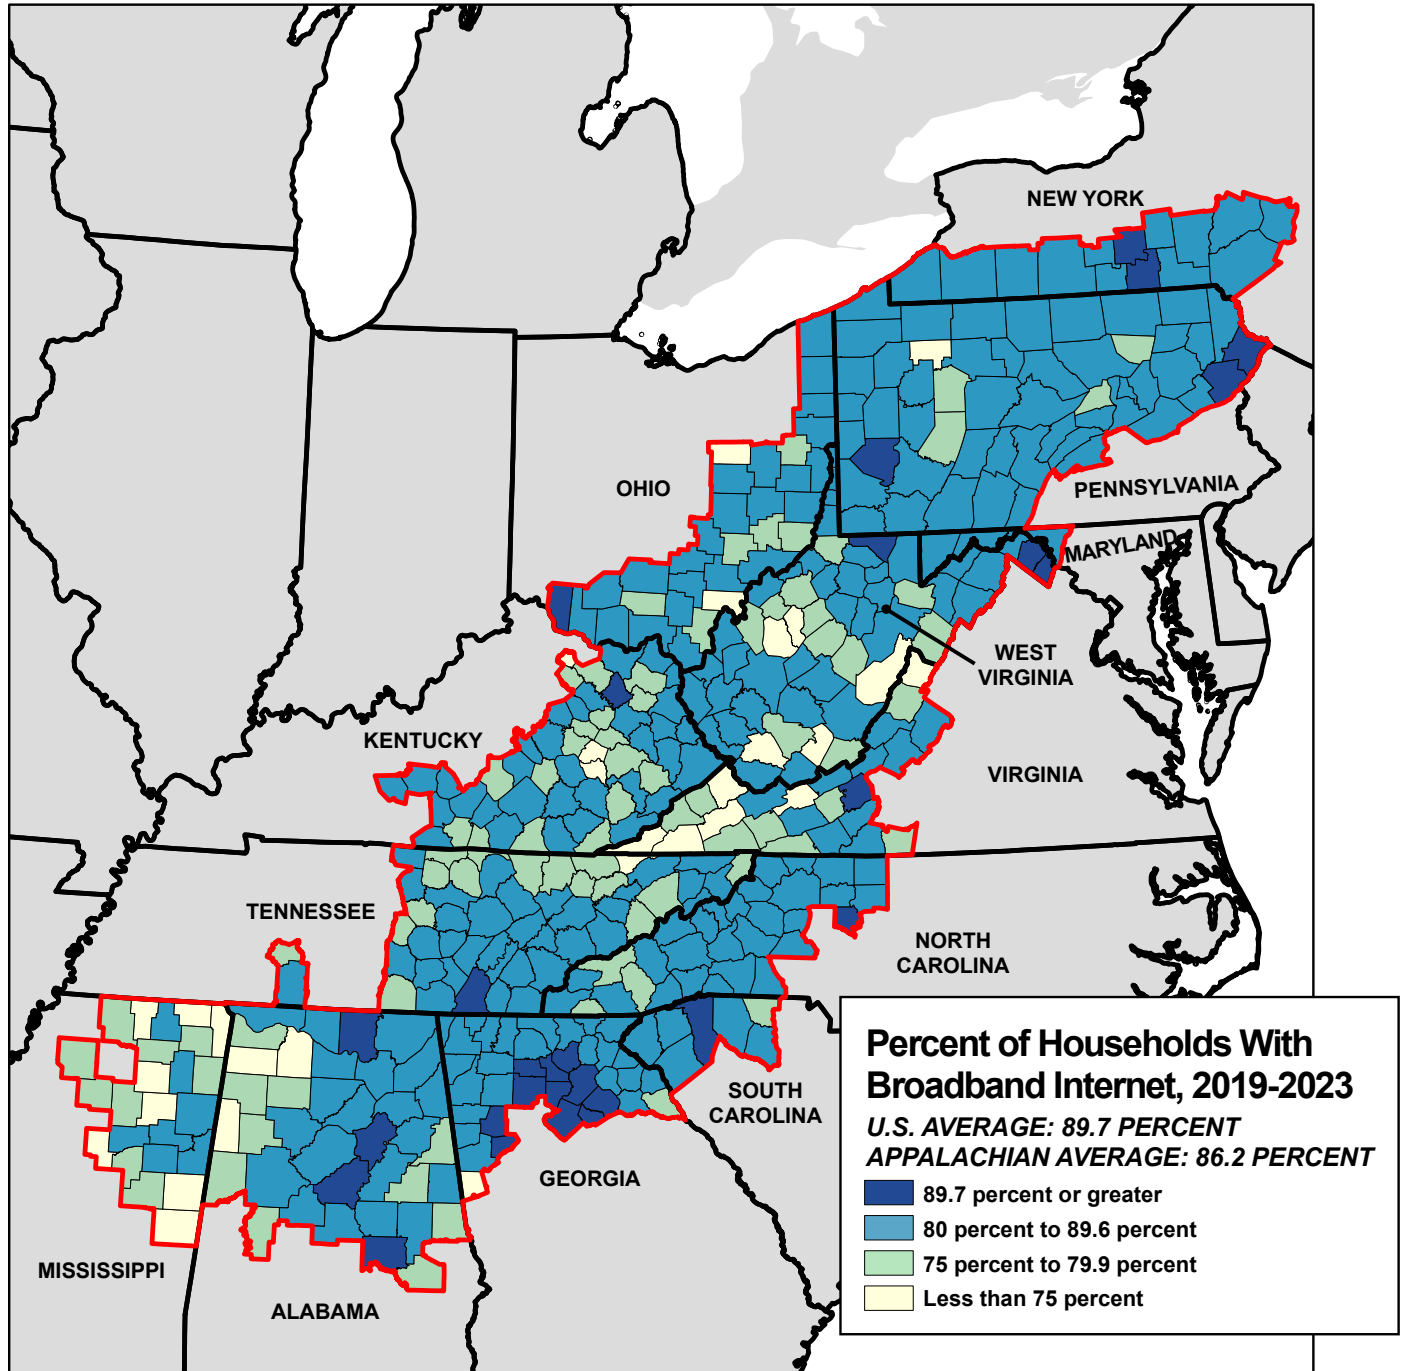 NEW YORK
PENNSYLVANIA
OHIO
MARYLAND
WEST
VIRGINIA
KENTUCKY
VIRGINIA
TENNESSEE
NORTH
CAROLINA
SOUTH
CAROLINA
GEORGIA
MISSISSIPPI
ALABAMA
Percent of Households With
Broadband Internet, 2019-2023
U.S. AVERAGE: 89.7 PERCENT
APPALACHIAN AVERAGE: 86.2 PERCENT
89.7 percent or greater
80 percent to 89.6 percent
75 percent to 79.9 percent
Less than 75 percent